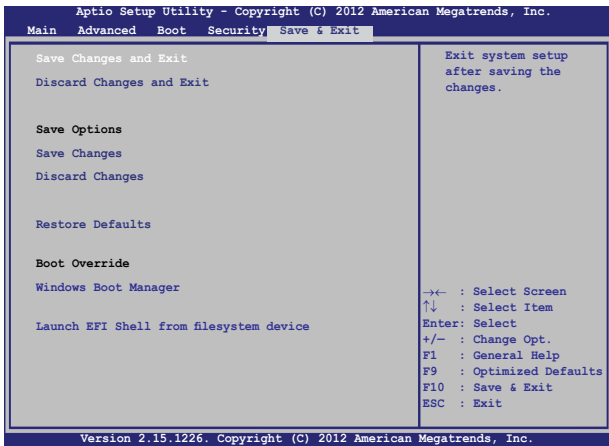 Aptio Setup Utility - Copyright (C) 2012 American Megatrends, Inc.
Main Advanced Boot Security Save & Exit
Save Changes and Exit
Discard Changes and Exit
Save Options
Save Changes
Discard Changes
Restore Defaults
Boot Override
Windows Boot Manager
Launch EFI Shell from filesystem device
Exit system setup
after saving the
changes.
→← : Select Screen
↑↓ : Select Item
Enter: Select
+/— : Change Opt.
F1 : General Help
F9 : Optimized Defaults
F10 : Save & Exit
ESC : Exit
Version 2.15.1226. Copyright (C) 2012 American Megatrends, Inc.